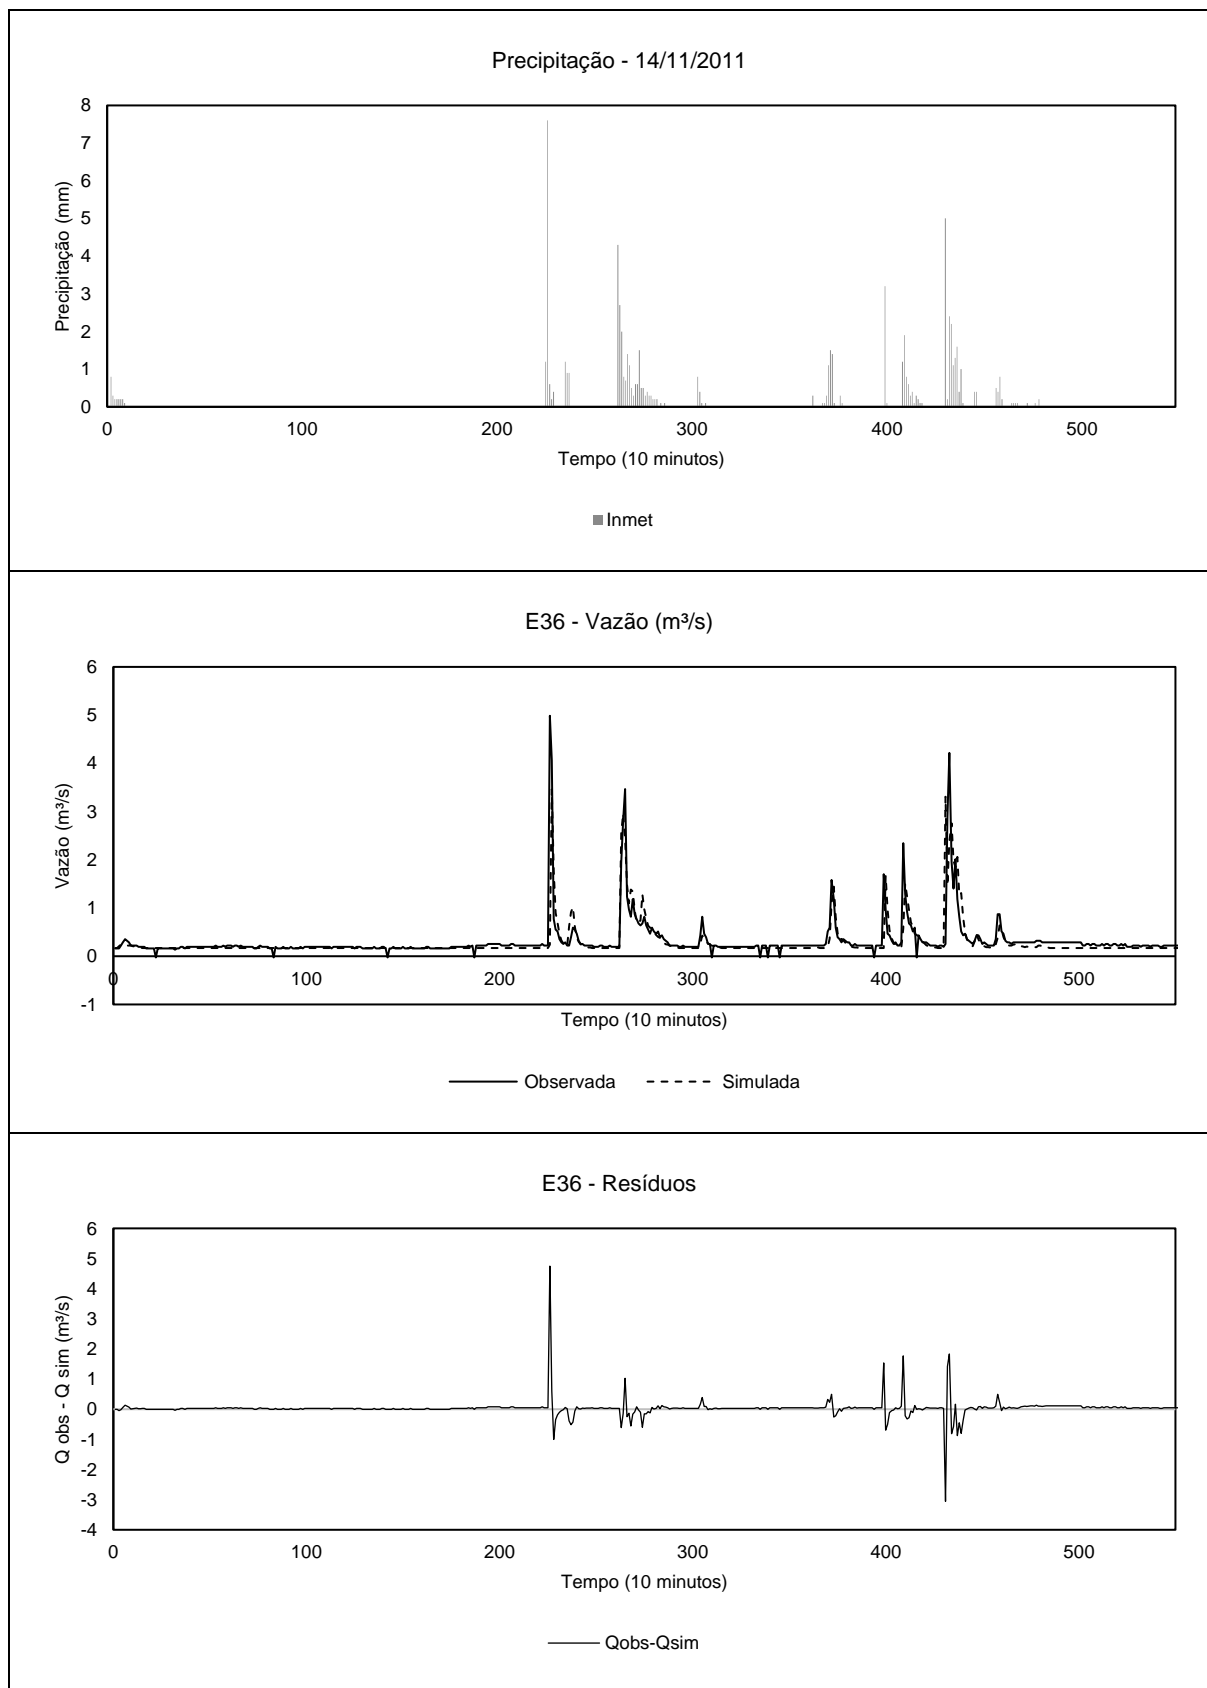 Precipitação - 14/11/2011
8
7
6
5
4
3
2
1
0
Precipitação (mm)
0 100 200 300 400 500
Tempo (10 minutos)
Inmet
E36 - Vazão (m³/s)
6
5
4
3
2
1
0
-1
Vazão (m³/s)
0 100 200 300 400 500
Tempo (10 minutos)
Observada Simulada
E36 - Resíduos
6
5
4
3
2
1
0
-1
-2
-3
-4
Q obs - Q sim (m³/s)
0 100 200 300 400 500
Tempo (10 minutos)
Qobs-Qsim